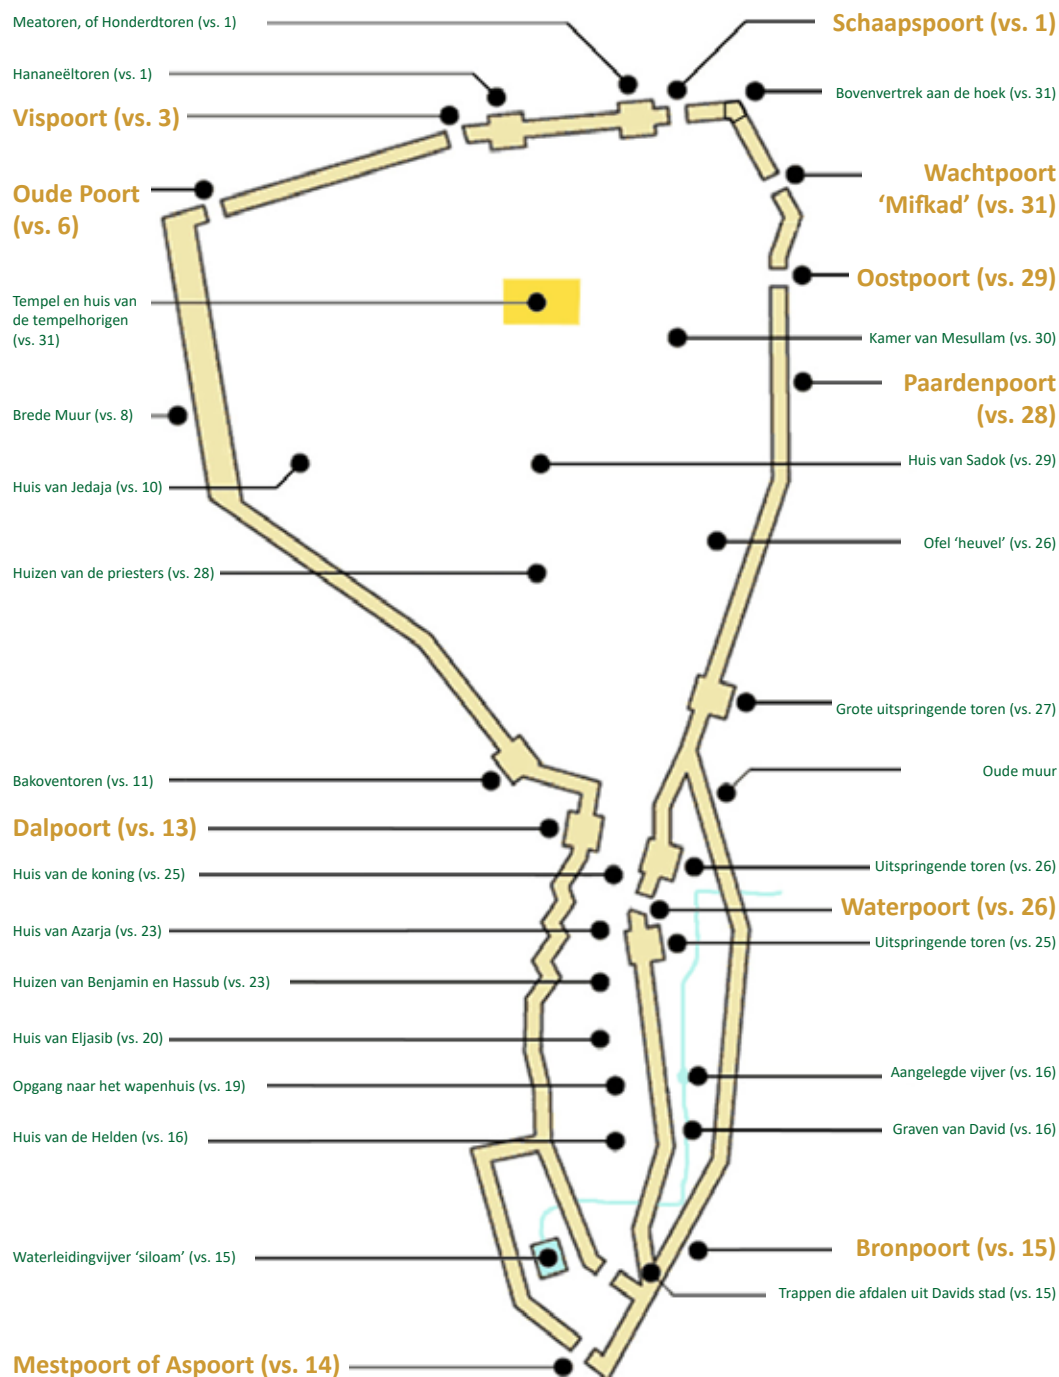 Meatoren, of Honderdtoren (vs. 1)
Schaapspoort (vs. 1)
Hananeëltoren (vs. 1)
Bovenvertrek aan de hoek (vs. 31)
Vispoort (vs. 3)
Wachtpoort
‘Mifkad’ (vs. 31)
Oude Poort
(vs. 6)
Oostpoort (vs. 29)
Tempel en huis van
de tempelhorigen
(vs. 31)
Kamer van Mesullam (vs. 30)
Paardenpoort
(vs. 28)
Brede Muur (vs. 8)
Huis van Sadok (vs. 29)
Huis van Jedaja (vs. 10)
Ofel ‘heuvel’ (vs. 26)
Huizen van de priesters (vs. 28)
Grote uitspringende toren (vs. 27)
Oude muur
Bakoventoren (vs. 11)
Dalpoort (vs. 13)
Uitspringende toren (vs. 26)
Huis van de koning (vs. 25)
Waterpoort (vs. 26)
Huis van Azarja (vs. 23)
Uitspringende toren (vs. 25)
Huizen van Benjamin en Hassub (vs. 23)
Huis van Eljasib (vs. 20)
Aangelegde vijver (vs. 16)
Opgang naar het wapenhuis (vs. 19)
Graven van David (vs. 16)
Huis van de Helden (vs. 16)
Bronpoort (vs. 15)
Waterleidingvijver ‘siloam’ (vs. 15)
Trappen die afdalen uit Davids stad (vs. 15)
Mestpoort of Aspoort (vs. 14)